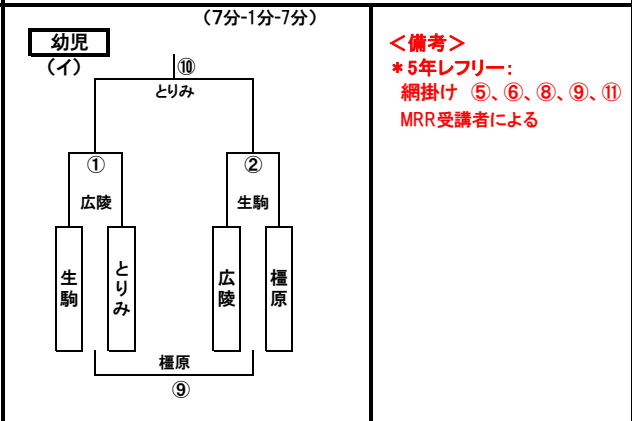 (7分-1分-7分)
幼児
(イ)
⑩
とりみ
① ②
広陵 生駒
生駒 とりみ 広陵 橿原
橿原
⑨
＜備考＞
＊5年レフリー：
網掛け ⑤、⑥、⑧、⑨、⑪
MRR受講者による